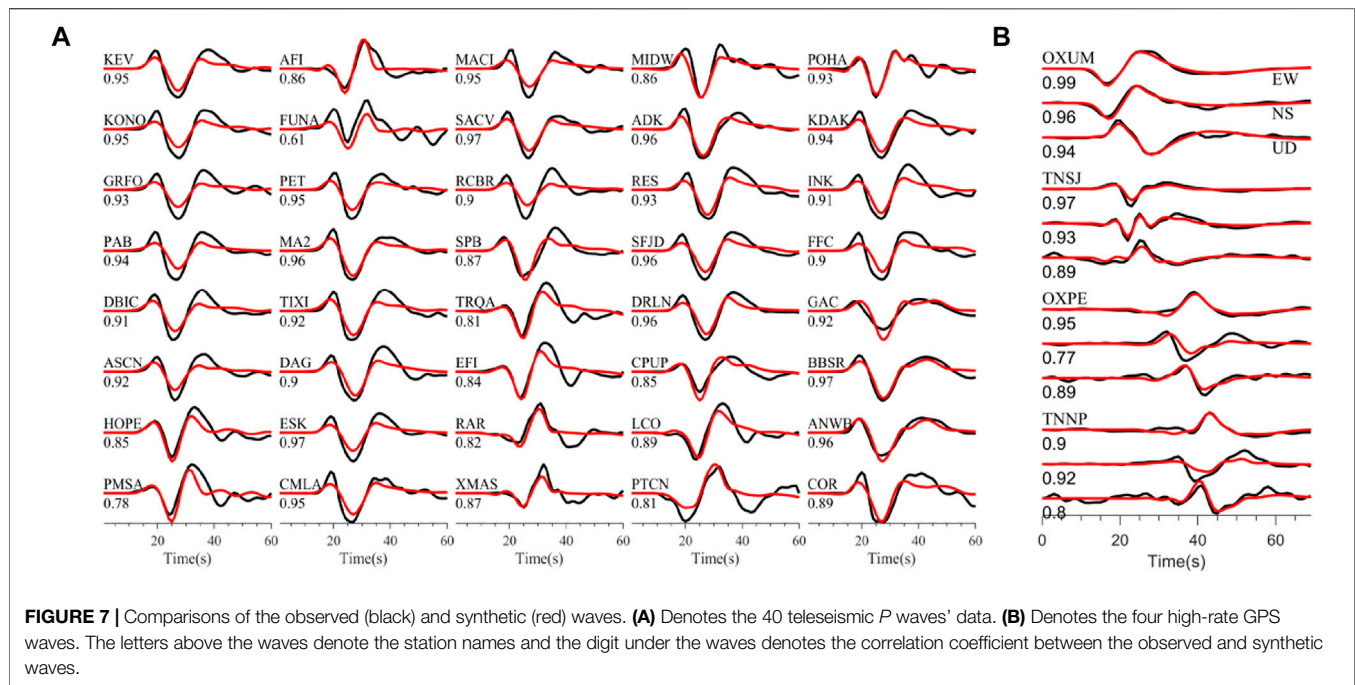 A
B
KEV AFI MACI MIDW POHA
0.95 0.86 0.95 0.86 0.93
KONO FUNA SACV ADK KDAK
0.95 0.61 0.97 0.96 0.94
GRFO PET RCBR RES INK
0.93 0.95 0.9 0.93 0.91
PAB MA2 SPB SFJD FFC
0.94 0.96 0.87 0.96 0.9
DBIC TIXI TRQA DRLN GAC
0.91 0.92 0.81 0.96 0.92
ASCN DAG EFI CPUP BBSR
0.92 0.9 0.84 0.85 0.97
HOPE ESK RAR LCO ANWB
0.85 0.97 0.82 0.89 0.96
PMSA CMLA XMAS PTCN COR
0.78 0.95 0.87 0.81 0.89
20 40 60 20 40 60 20 40 60 20 40 60 20 40 60
Time(s) Time(s) Time(s) Time(s) Time(s)
OXUM
0.99 EW
0.96 NS
0.94 UD
TNSJ
0.97
0.93
0.89
OXPE
0.95
0.77
0.89
TNNP
0.9
0.92
0.8
0 20 40 60
Time(s)
FIGURE 7 | Comparisons of the observed (black) and synthetic (red) waves. (A) Denotes the 40 teleseismic P waves' data. (B) Denotes the four high-rate GPS
waves. The letters above the waves denote the station names and the digit under the waves denotes the correlation coefficient between the observed and synthetic
waves.